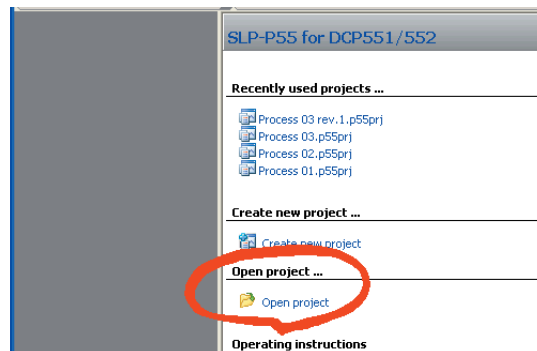 SLP-P55 for DCP551/552
Recently used projects ...
Process 03 rev.1.p55prj
Process 03.p55prj
Process 02.p55prj
Process 01.p55prj
Create new project ...
Create new project
Open project ...
Open project
Operating instructions